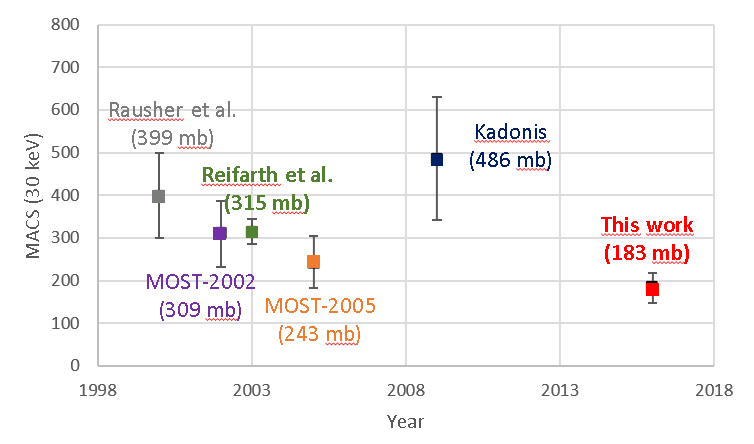 800
700
600
500
400
300
200
100
0
MACS (30 keV)
Rausher et al.
(399 mb)
Kadonis
(486 mb)
Reifarth et al.
(315 mb)
This work
(183 mb)
MOST-2002
(309 mb)
MOST-2005
(243 mb)
1998
2003
2008
2013
2018
Year